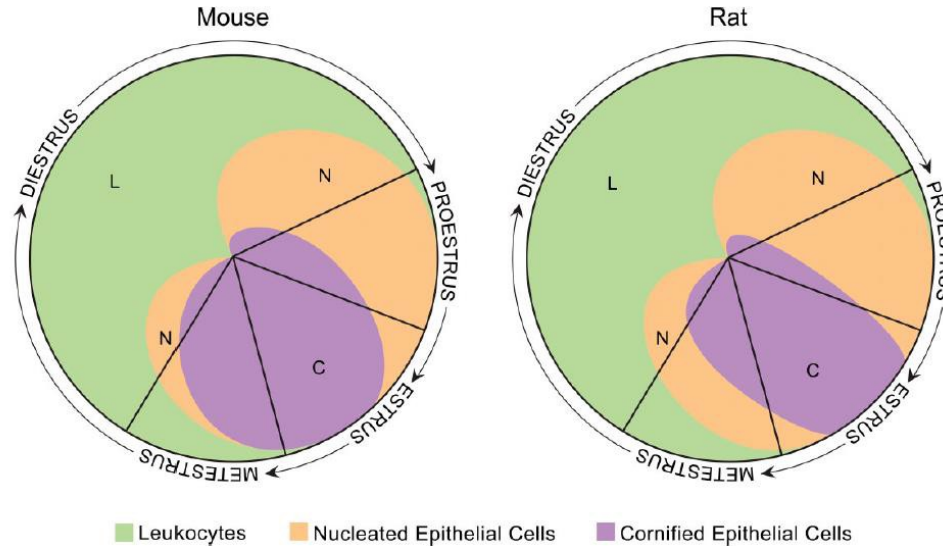 Mouse
DIESTRUS
PROESTRUS
ESTRUS
METESTRUS
L
N
N
C
Rat
DIESTRUS
PROESTRUS
ESTRUS
METESTRUS
L
N
N
C
Leukocytes
Nucleated Epithelial Cells
Cornified Epithelial Cells